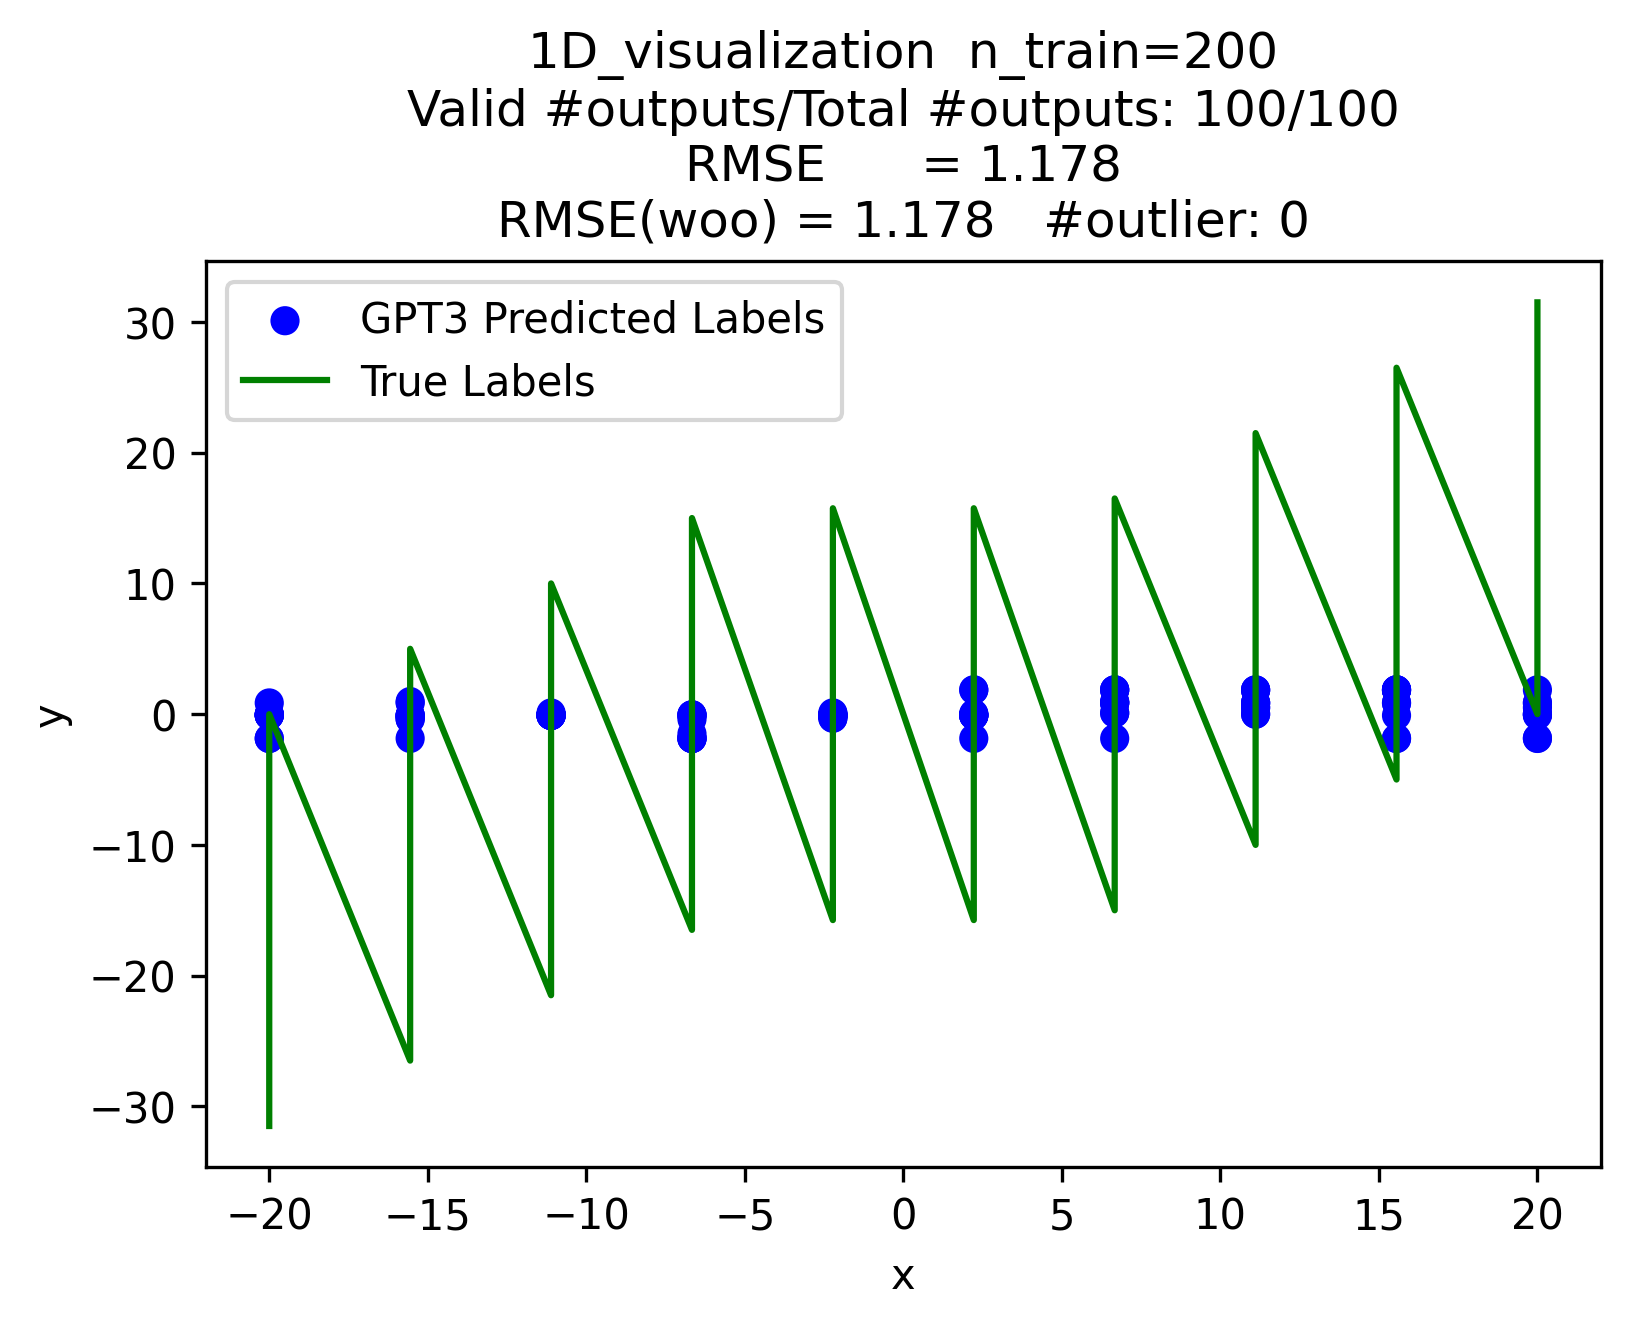 1D_visualization  n_train=200
Valid #outputs/Total #outputs: 100/100
RMSE      = 1.178
RMSE(woo) = 1.178   #outlier: 0
GPT3 Predicted Labels
True Labels
30
20
10
0
−10
−20
−30
y
−20 −15 −10 −5 0 5 10 15 20
x